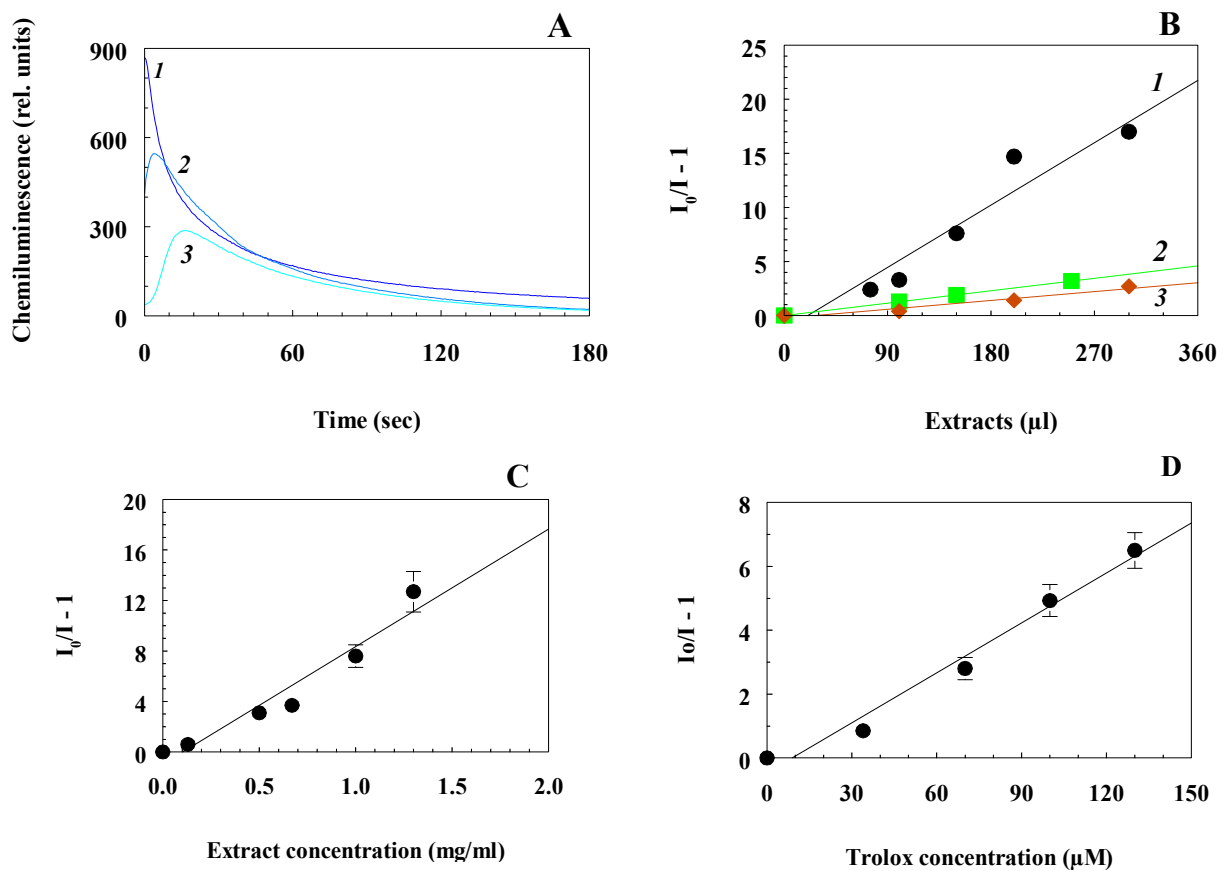 A
Chemiluminescence (rel. units)
900
600
300
0
1
2
3
0 60 120 180
Time (sec)
B
I₀/I - 1
25
20
15
10
5
0
1
2
3
0 90 180 270 360
Extracts (µl)
C
I₀/I - 1
20
16
12
8
4
0
0.0 0.5 1.0 1.5 2.0
Extract concentration (mg/ml)
D
Io/I - 1
8
6
4
2
0
0 30 60 90 120 150
Trolox concentration (µM)